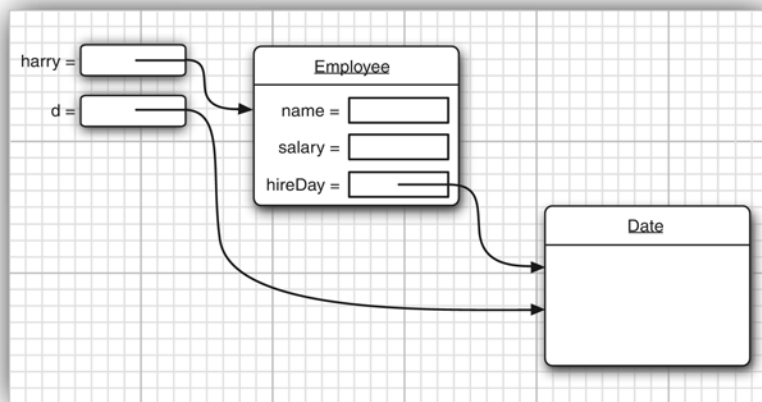 harry =
d =
Employee
name =
salary =
hireDay =
Date